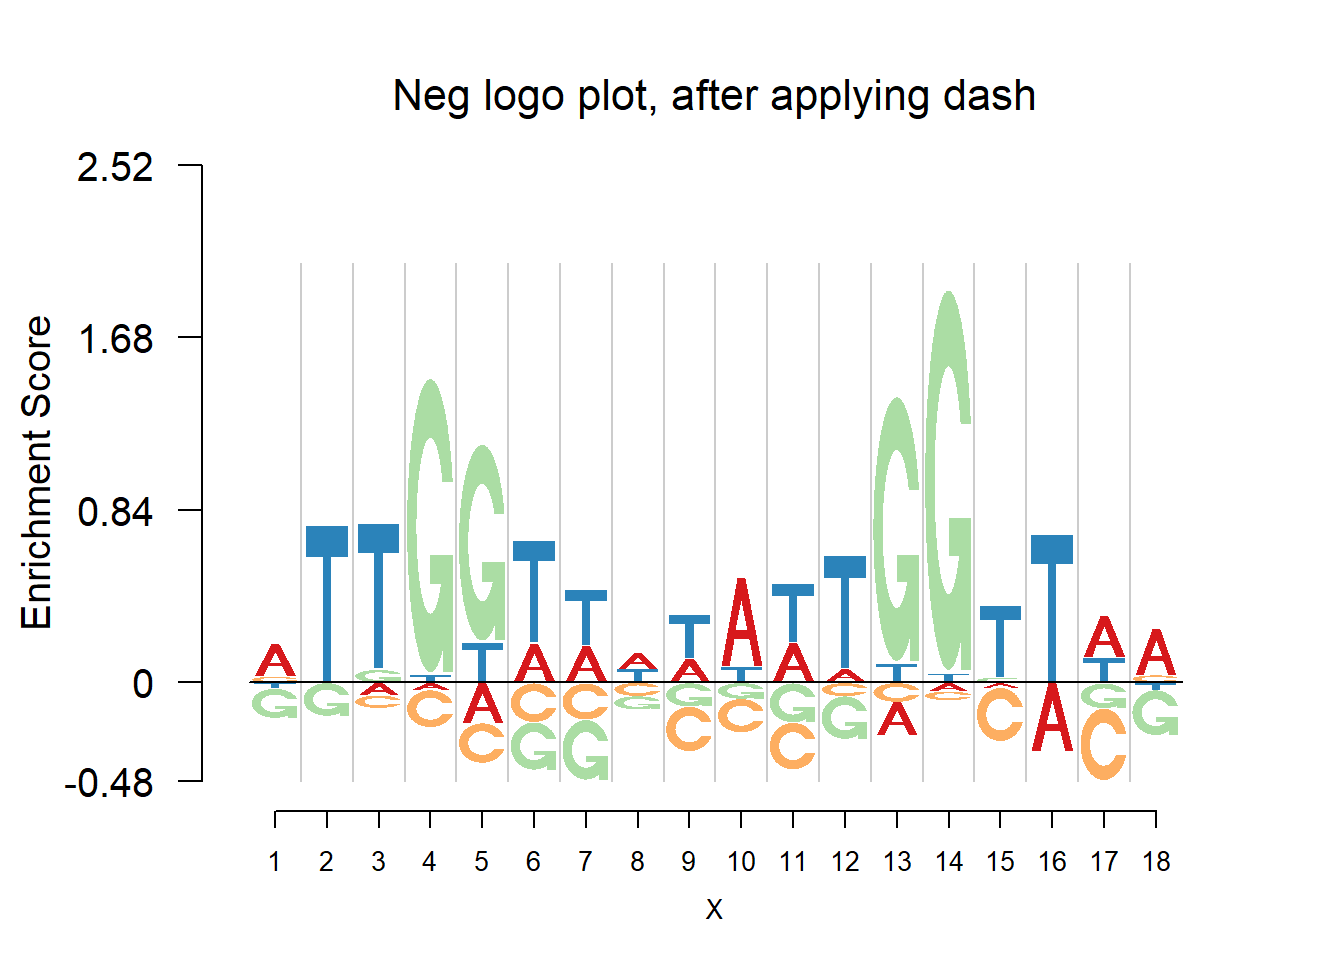 Neg logo plot, after applying dash
2.52
1.68
0.84
0
-0.48
Enrichment Score
A C T G
T G
T G A C
G T A C
G T A C
T A C G
T A C G
A T C G
T A G C
A T G C
T A G C
T A C G
G T C A
G T A C
T G A C
T A
A T G C
A C T G
1 2 3 4 5 6 7 8 9 10 11 12 13 14 15 16 17 18
X